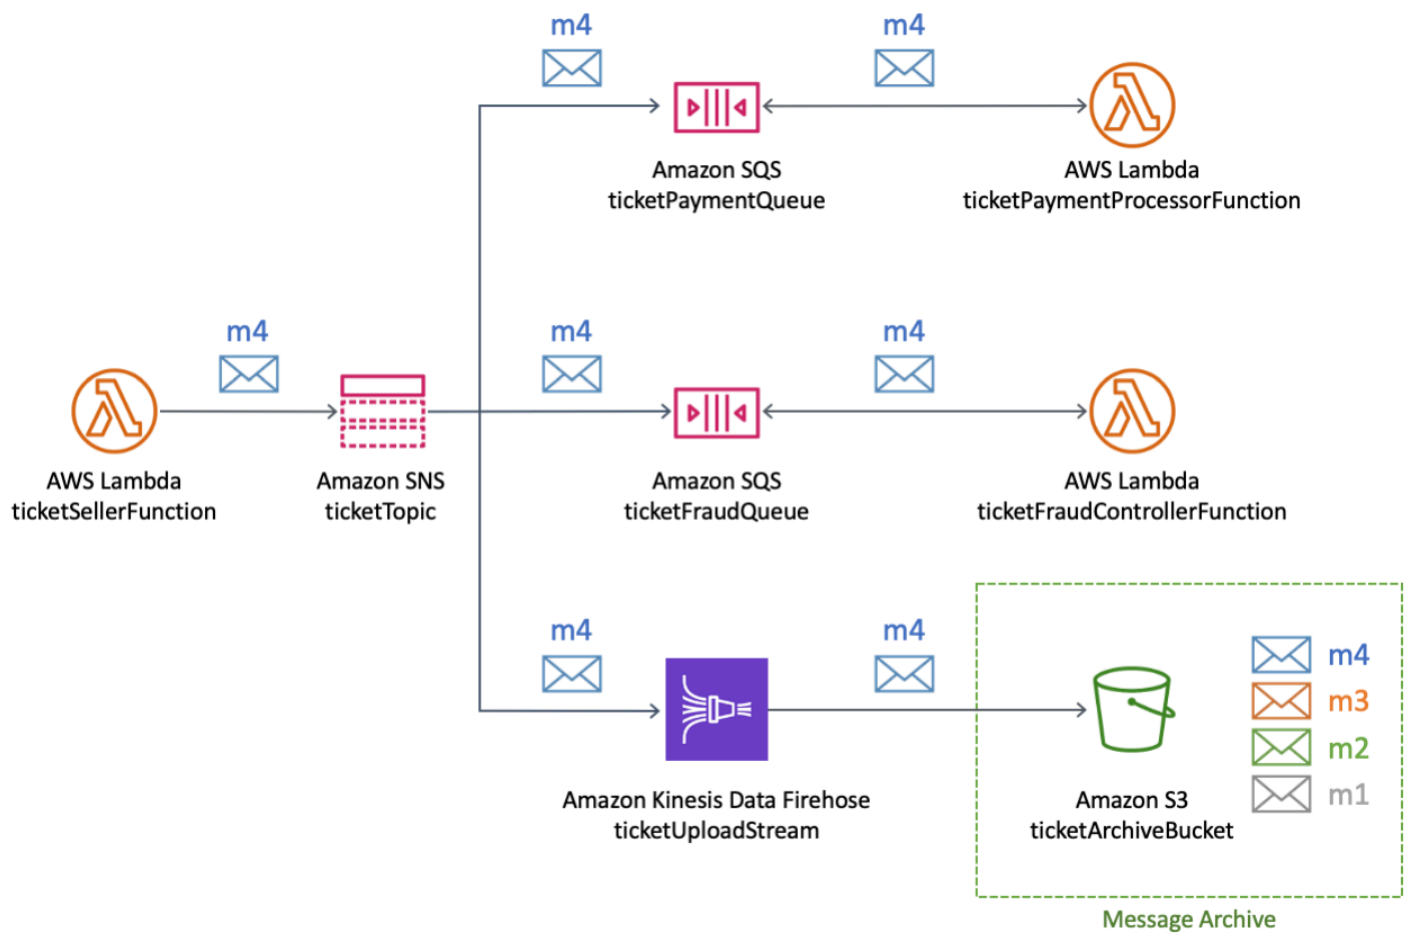 m4
m4
Amazon SQS
ticketPaymentQueue
AWS Lambda
ticketPaymentProcessorFunction
m4
m4
m4
AWS Lambda
ticketSellerFunction
Amazon SNS
ticketTopic
Amazon SQS
ticketFraudQueue
AWS Lambda
ticketFraudControllerFunction
m4
m4
m4
m3
m2
m1
Amazon Kinesis Data Firehose
ticketUploadStream
Amazon S3
ticketArchiveBucket
Message Archive